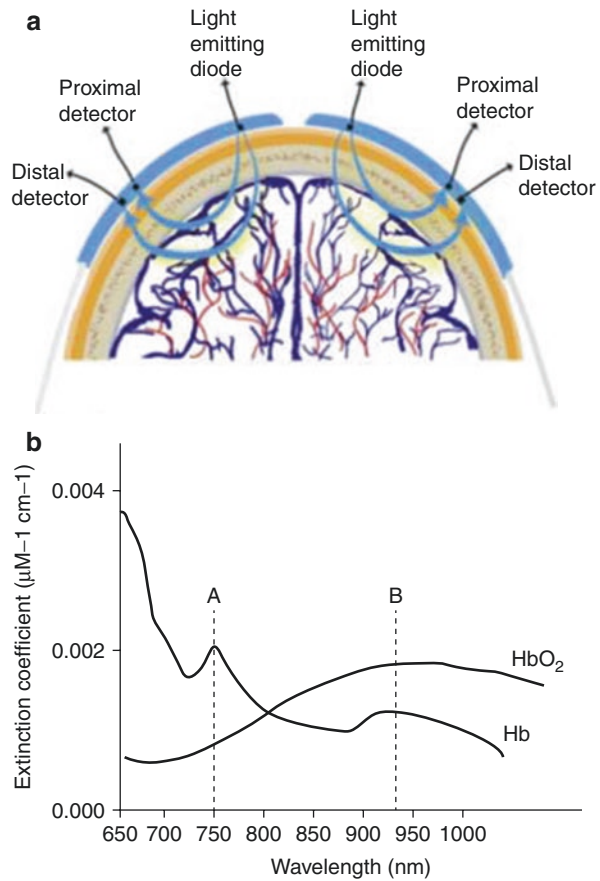 a
Light
emitting
diode
Light
emitting
diode
Proximal
detector
Proximal
detector
Distal
detector
Distal
detector
b
Extinction coefficient (μM−1 cm−1)
0.004
0.002
0.000
A
B
HbO2
Hb
650 700 750 800 850 900 950 1000
Wavelength (nm)